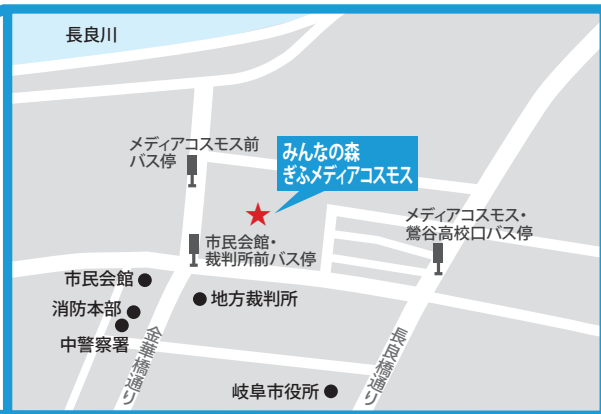 長良川
メディアコスモス前
バス停
みんなの森
ぎふメディアコスモス
メディアコスモス・
鶯谷高校口バス停
市民会館・
裁判所前バス停
市民会館
地方裁判所
消防本部
中警察署
金華橋通り
長良橋通り
岐阜市役所